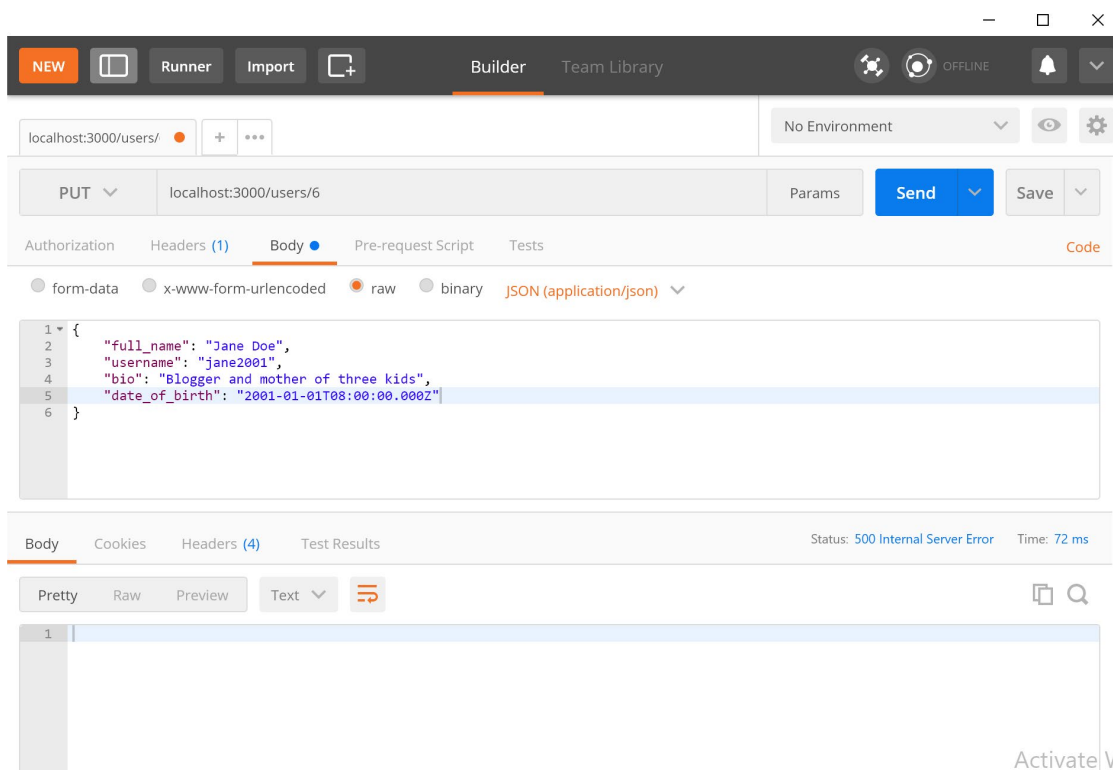 NEW Runner Import Builder Team Library OFFLINE
localhost:3000/users/ + ••• No Environment
PUT localhost:3000/users/6 Params Send Save
Authorization Headers (1) Body Pre-request Script Tests Code
form-data x-www-form-urlencoded raw binary JSON (application/json)
1 {
2 "full_name": "Jane Doe",
3 "username": "jane2001",
4 "bio": "Blogger and mother of three kids",
5 "date_of_birth": "2001-01-01T08:00:00.000Z"
6 }
Body Cookies Headers (4) Test Results Status: 500 Internal Server Error Time: 72 ms
Pretty Raw Preview Text
1
Activate